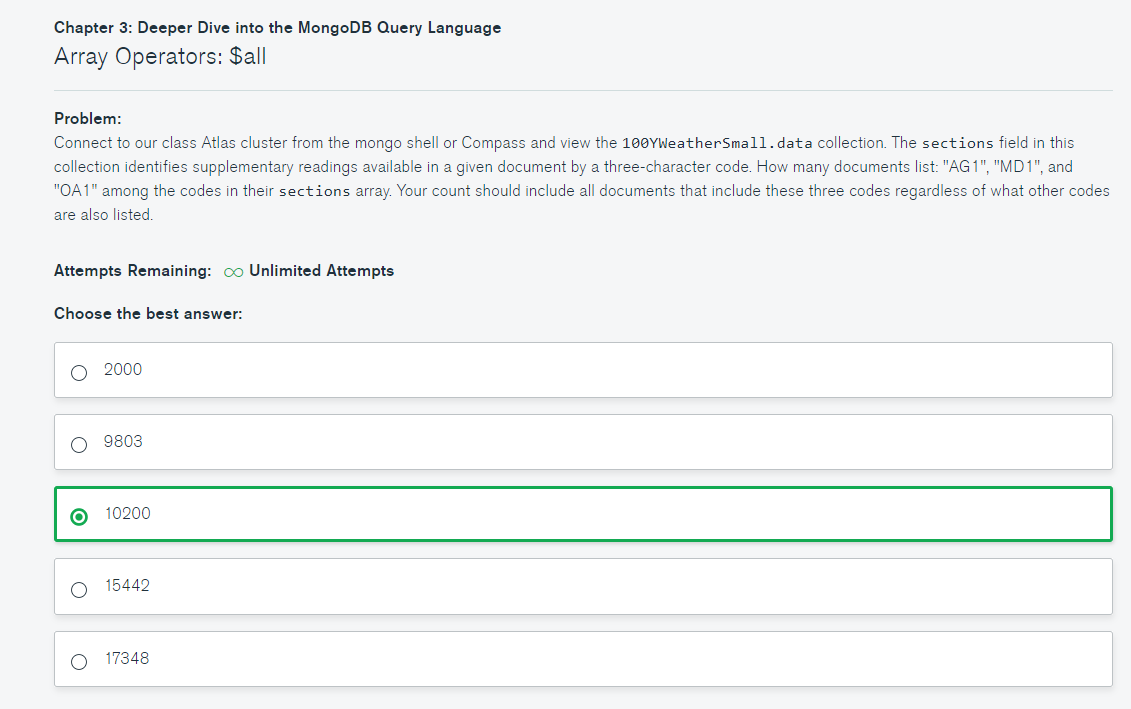 Chapter 3: Deeper Dive into the MongoDB Query Language
Array Operators: $all
Problem:
Connect to our class Atlas cluster from the mongo shell or Compass and view the 100YWeatherSmall.data collection. The sections field in this
collection identifies supplementary readings available in a given document by a three-character code. How many documents list: "AG1", "MD1", and
"OA1" among the codes in their sections array. Your count should include all documents that include these three codes regardless of what other codes
are also listed.
Attempts Remaining: ∞ Unlimited Attempts
Choose the best answer:
2000
9803
10200
15442
17348